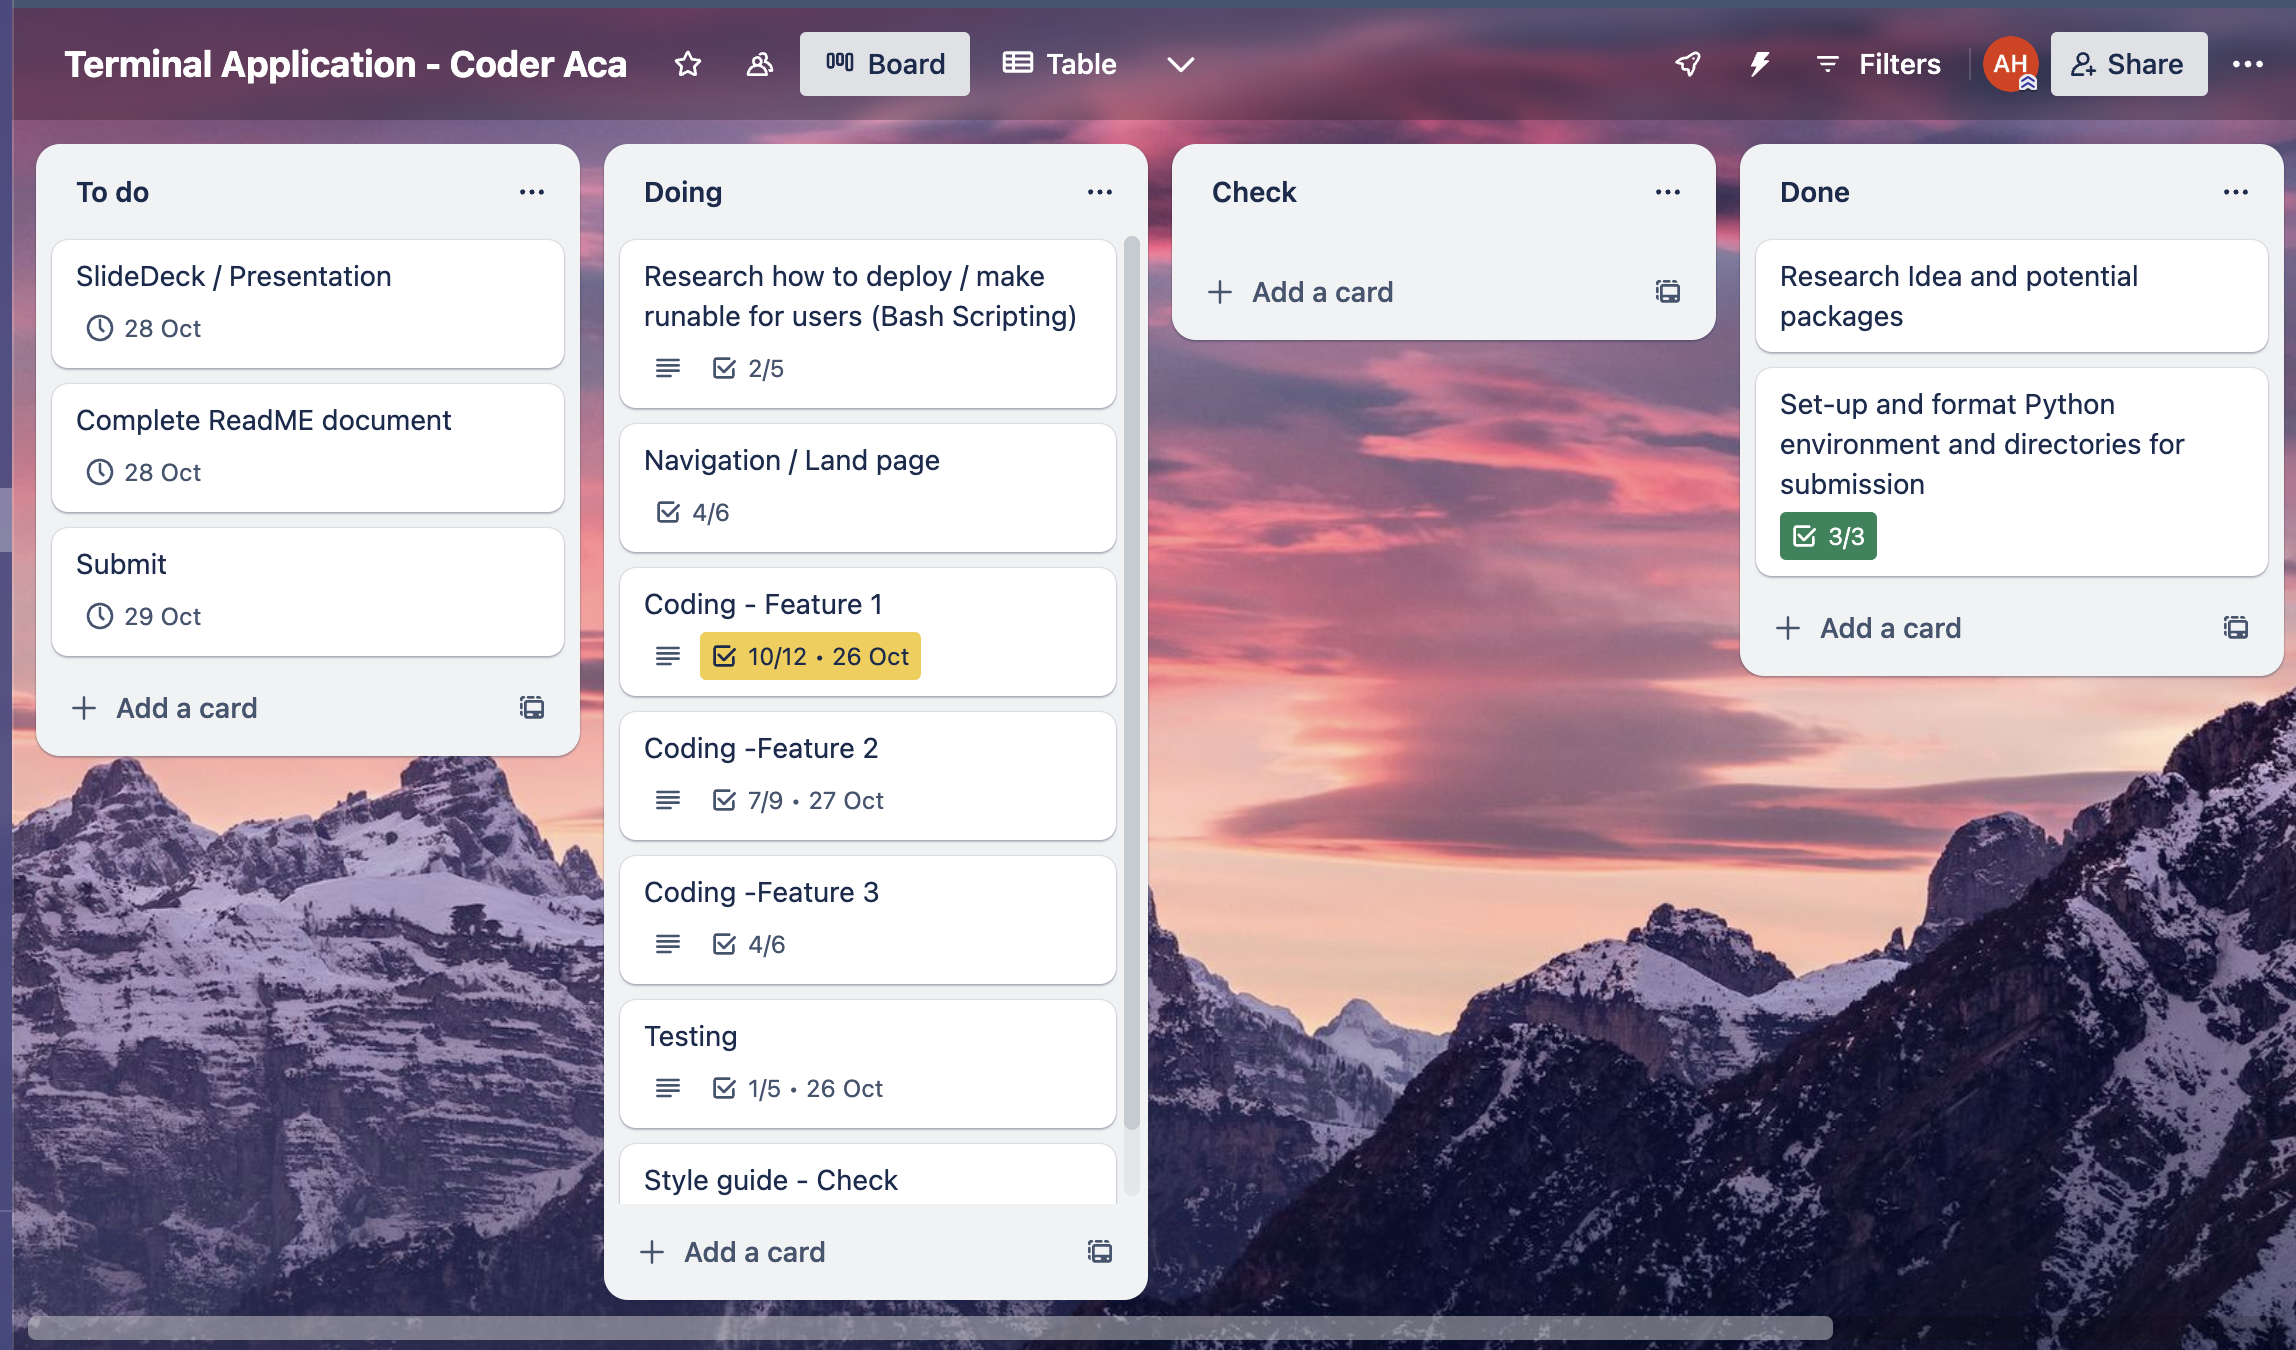 Terminal Application - Coder Aca
Board
Table
Filters
AH
Share
To do
SlideDeck / Presentation
28 Oct
Complete ReadME document
28 Oct
Submit
29 Oct
Add a card
Doing
Research how to deploy / make
runable for users (Bash Scripting)
2/5
Navigation / Land page
4/6
Coding - Feature 1
10/12 • 26 Oct
Coding -Feature 2
7/9 • 27 Oct
Coding -Feature 3
4/6
Testing
1/5 • 26 Oct
Style guide - Check
Add a card
Check
Add a card
Done
Research Idea and potential
packages
Set-up and format Python
environment and directories for
submission
3/3
Add a card